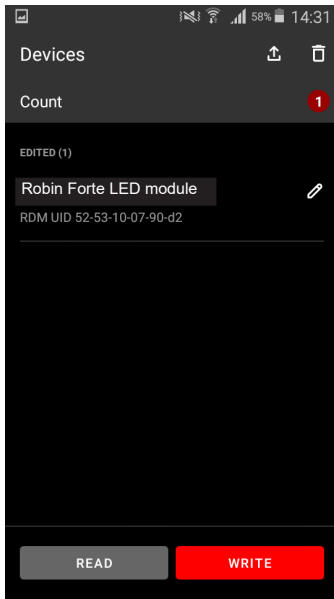 58% 14:31
Devices
Count 1
EDITED (1)
Robin Forte LED module
RDM UID 52-53-10-07-90-d2
READ WRITE